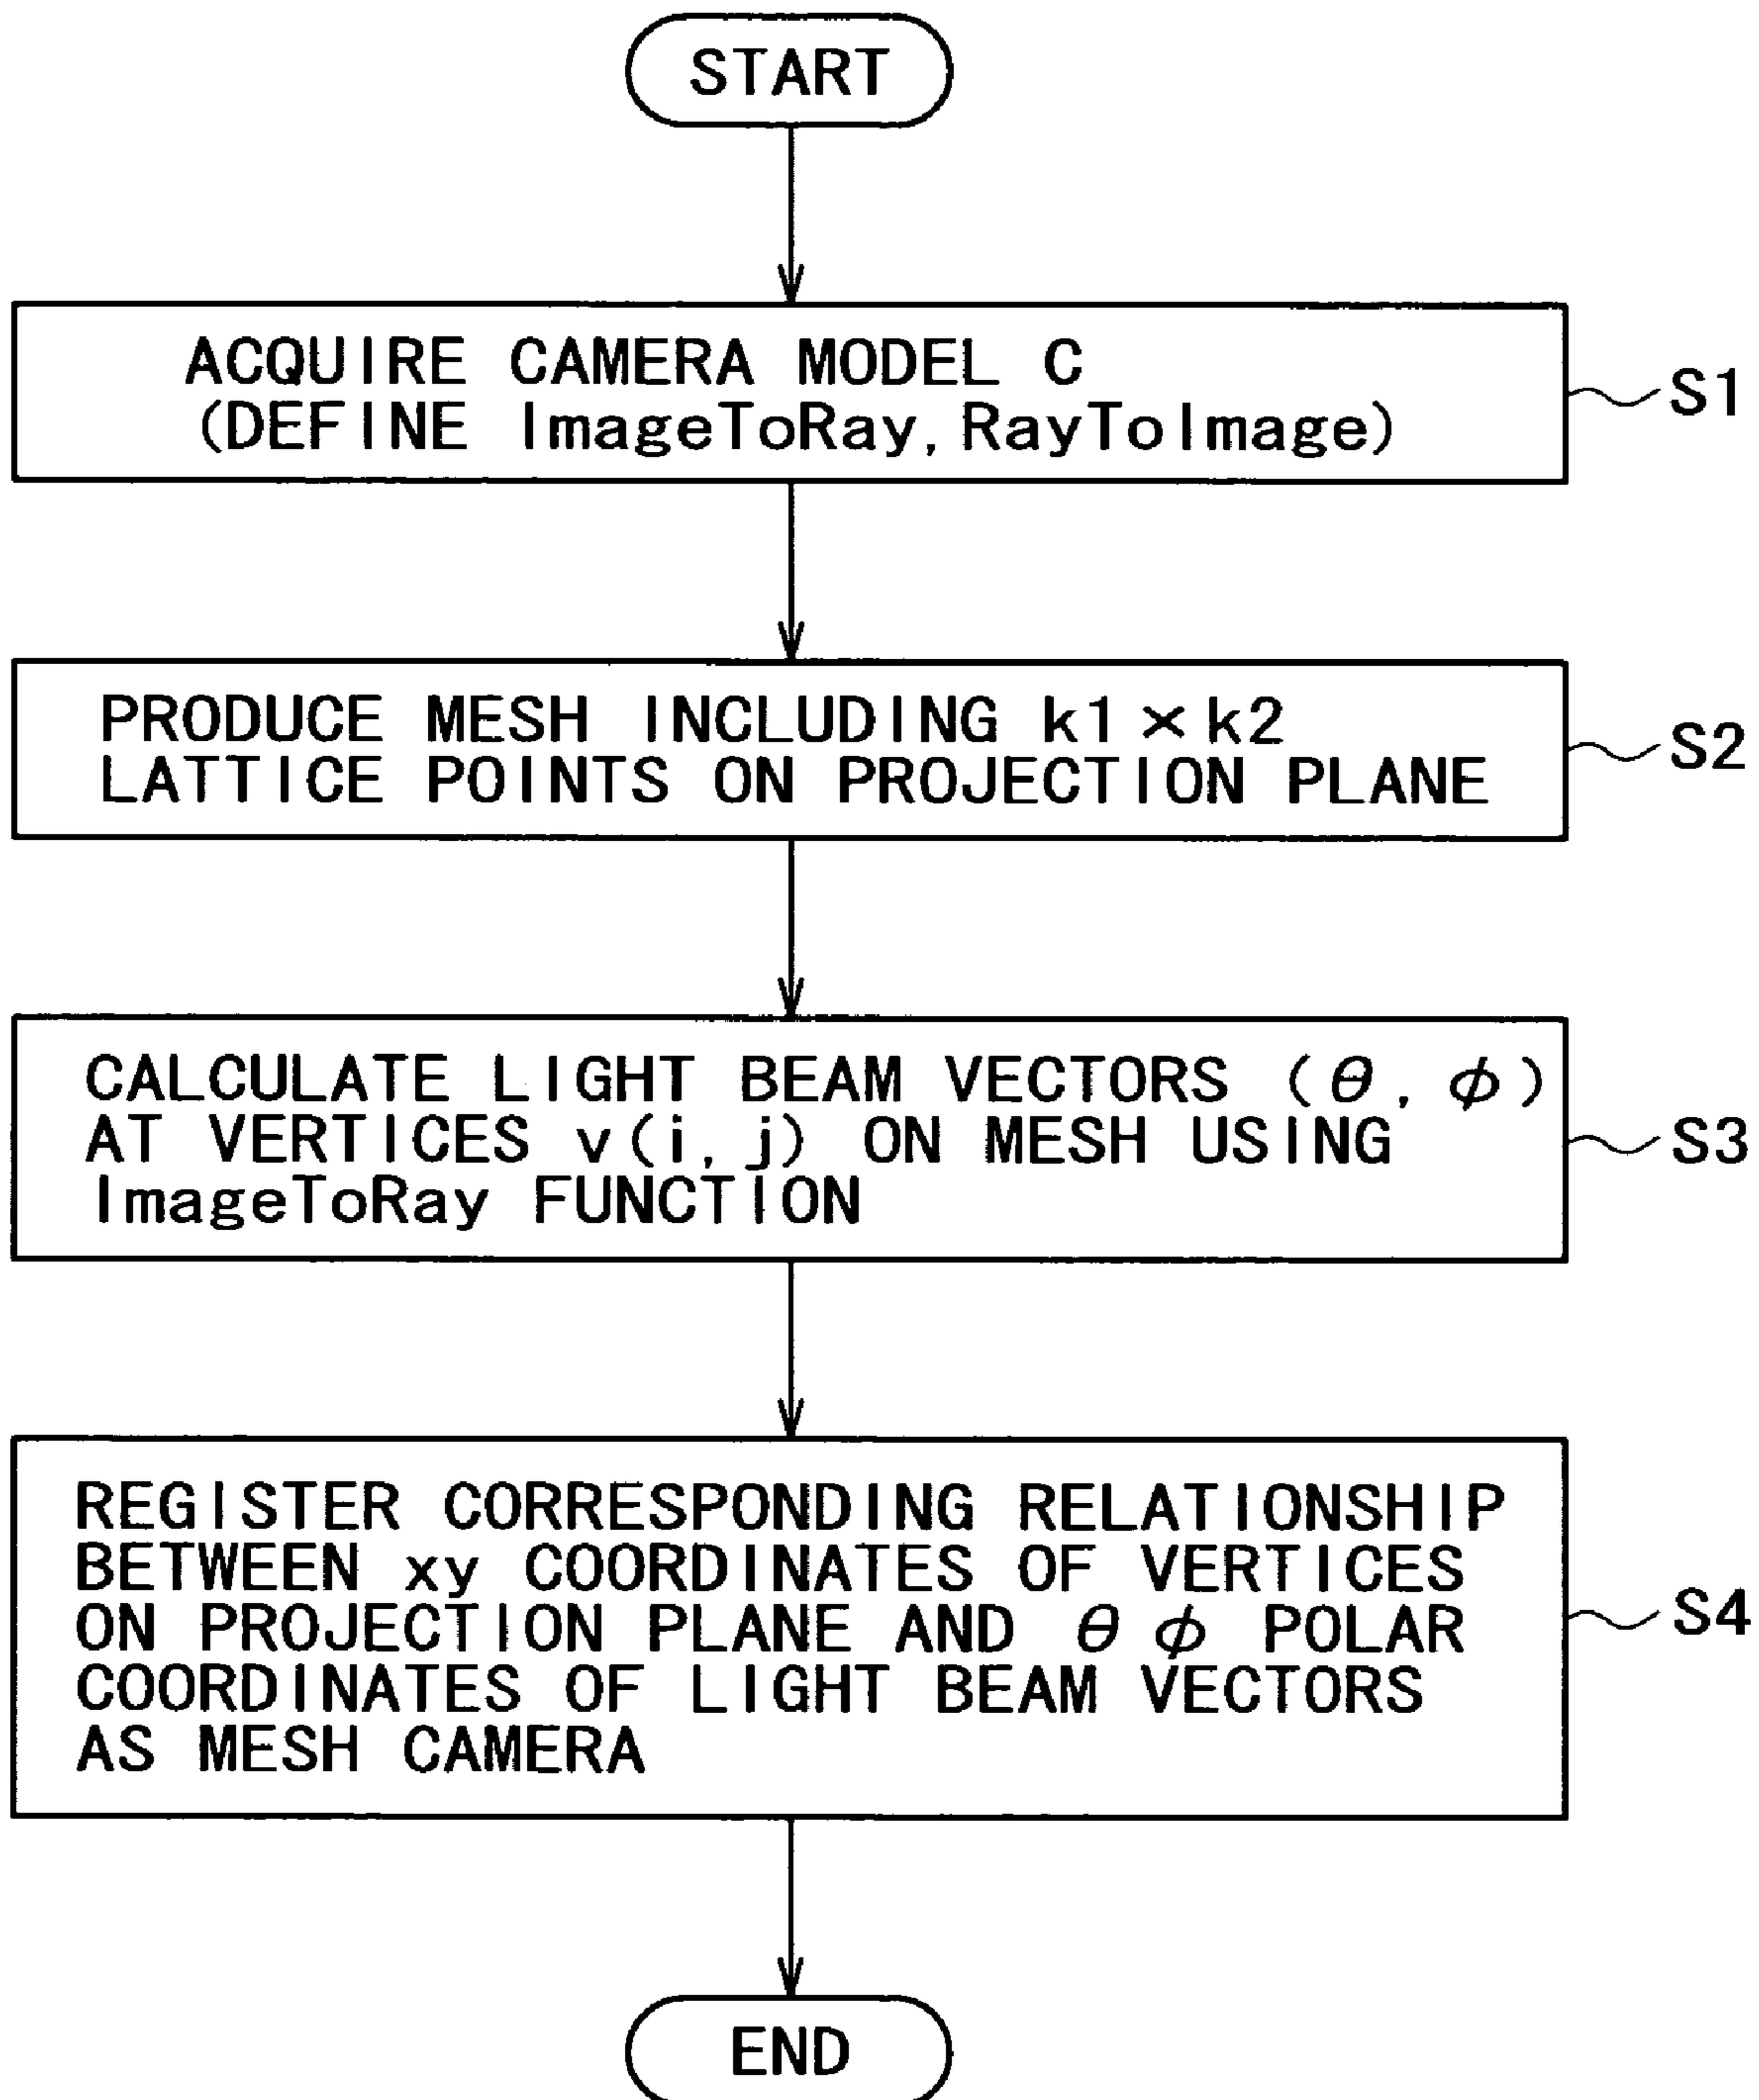 START
ACQUIRE CAMERA MODEL C
(DEFINE ImageToRay, RayToImage)
S1
PRODUCE MESH INCLUDING k1 × k2
LATTICE POINTS ON PROJECTION PLANE
S2
CALCULATE LIGHT BEAM VECTORS (θ, φ)
AT VERTICES v(i, j) ON MESH USING
ImageToRay FUNCTION
S3
REGISTER CORRESPONDING RELATIONSHIP
BETWEEN xy COORDINATES OF VERTICES
ON PROJECTION PLANE AND θ φ POLAR
COORDINATES OF LIGHT BEAM VECTORS
AS MESH CAMERA
S4
END